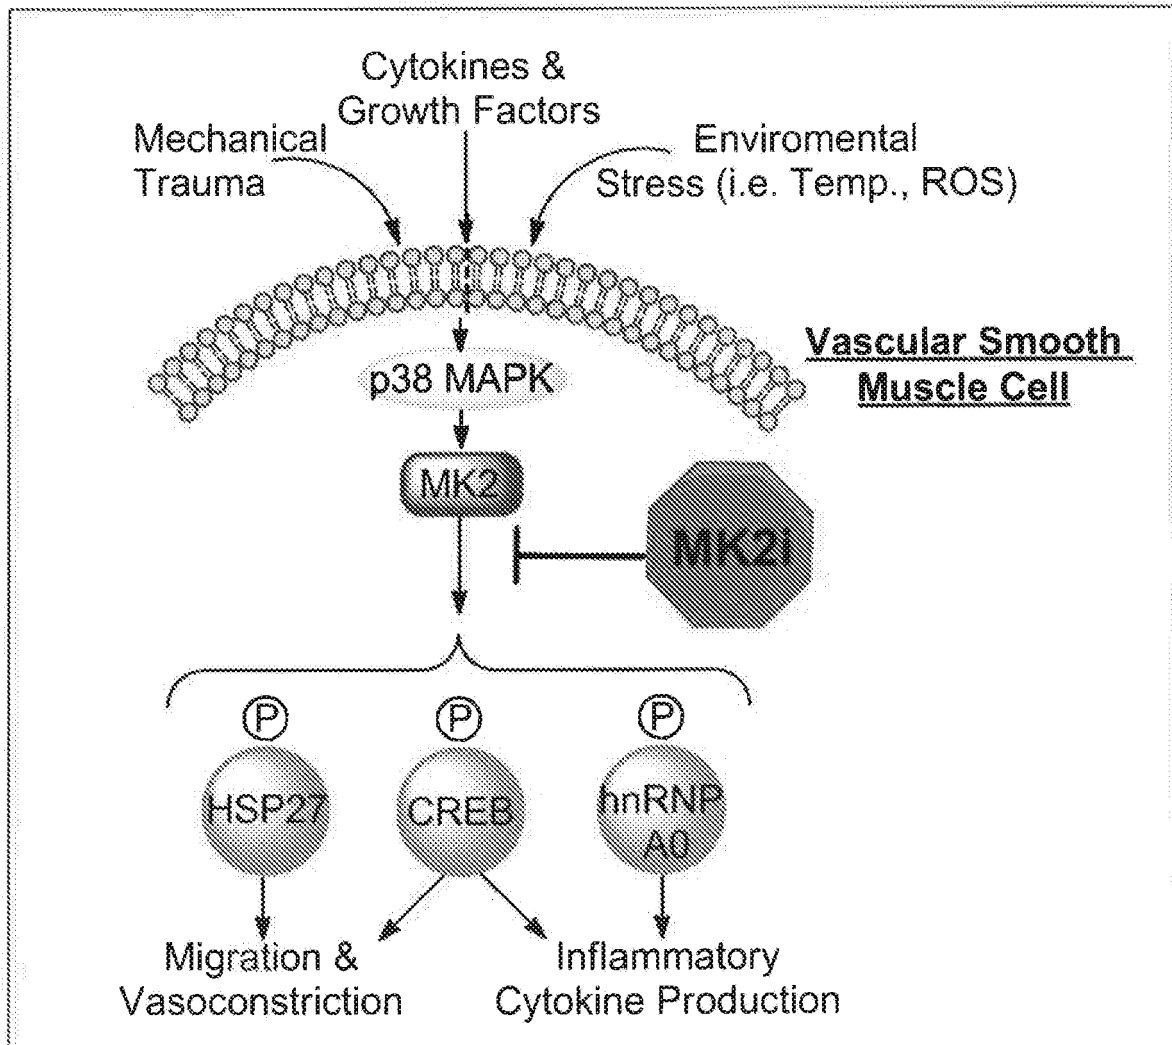 Cytokines &
Growth Factors
Mechanical
Trauma
Enviromental
Stress (i.e. Temp., ROS)
Vascular Smooth
Muscle Cell
p38 MAPK
MK2
MK2i
P
P
P
HSP27
CREB
hnRNP
A0
Migration &
Vasoconstriction
Inflammatory
Cytokine Production